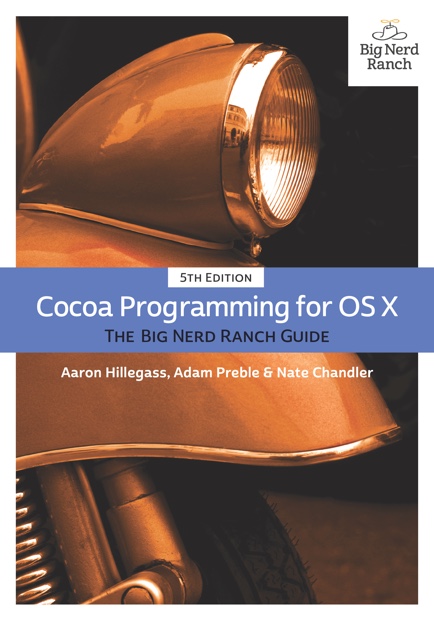 Big Nerd
Ranch
5TH EDITION
Cocoa Programming for OS X
THE BIG NERD RANCH GUIDE
Aaron Hillegass, Adam Preble & Nate Chandler